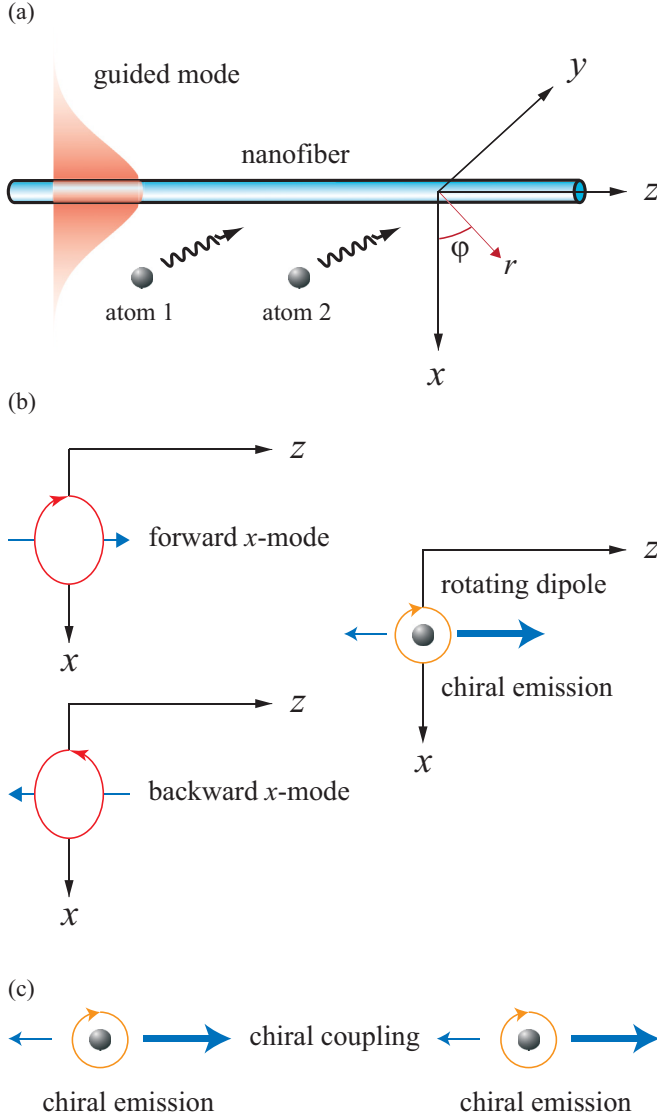 (a)
guided mode
y
nanofiber
z
φ
r
atom 1
atom 2
x
(b)
z
forward x-mode
z
x
rotating dipole
chiral emission
z
x
backward x-mode
x
(c)
chiral coupling
chiral emission
chiral emission